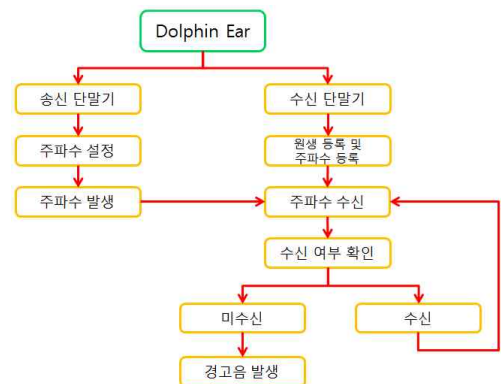 Dolphin Ear
송신 단말기
수신 단말기
주파수 설정
원생 등록 및
주파수 등록
주파수 발생
주파수 수신
수신 여부 확인
미수신
수신
경고음 발생